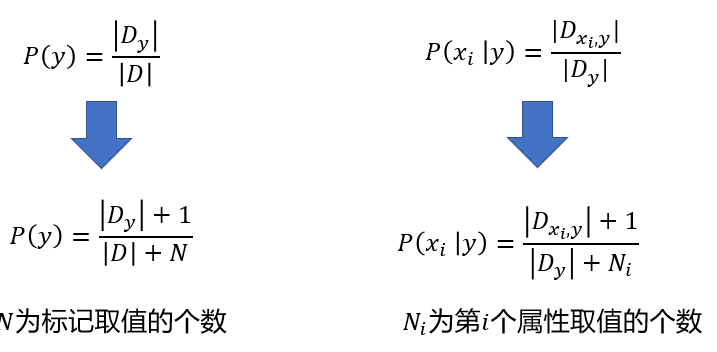 P(y) = |D_y| / |D|
P(x_i |y) = |D_{x_i,y}| / |D_y|
P(y) = (|D_y| + 1) / (|D| + N)
P(x_i |y) = (|D_{x_i,y}| + 1) / (|D_y| + N_i)
N为标记取值的个数
N_i为第i个属性取值的个数